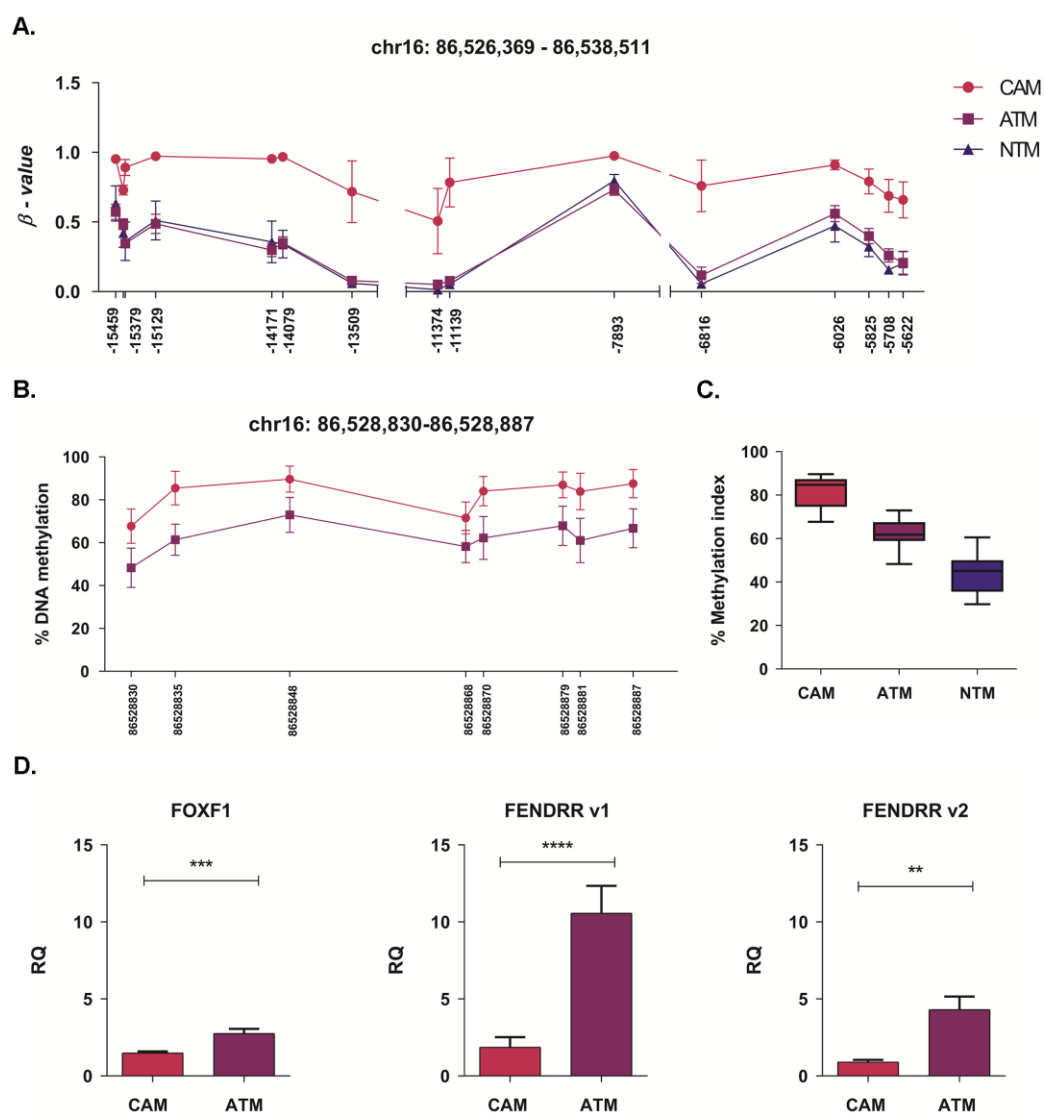 A.
chr16: 86,526,369 - 86,538,511
β - value
1.5
1.0
0.5
0.0
-15459
-15379
-15129
-14171
-14079
-13509
-11374
-11139
-7893
-6816
-6026
-5825
-5708
-5622
CAM
ATM
NTM
B.
chr16: 86,528,830-86,528,887
% DNA methylation
100
80
60
40
20
0
86528830
86528835
86528848
86528868
86528870
86528879
86528881
86528887
C.
% Methylation index
100
80
60
40
20
0
CAM ATM NTM
D.
FOXF1
RQ
15
10
5
0
***
CAM ATM
FENDRR v1
RQ
15
10
5
0
****
CAM ATM
FENDRR v2
RQ
15
10
5
0
**
CAM ATM